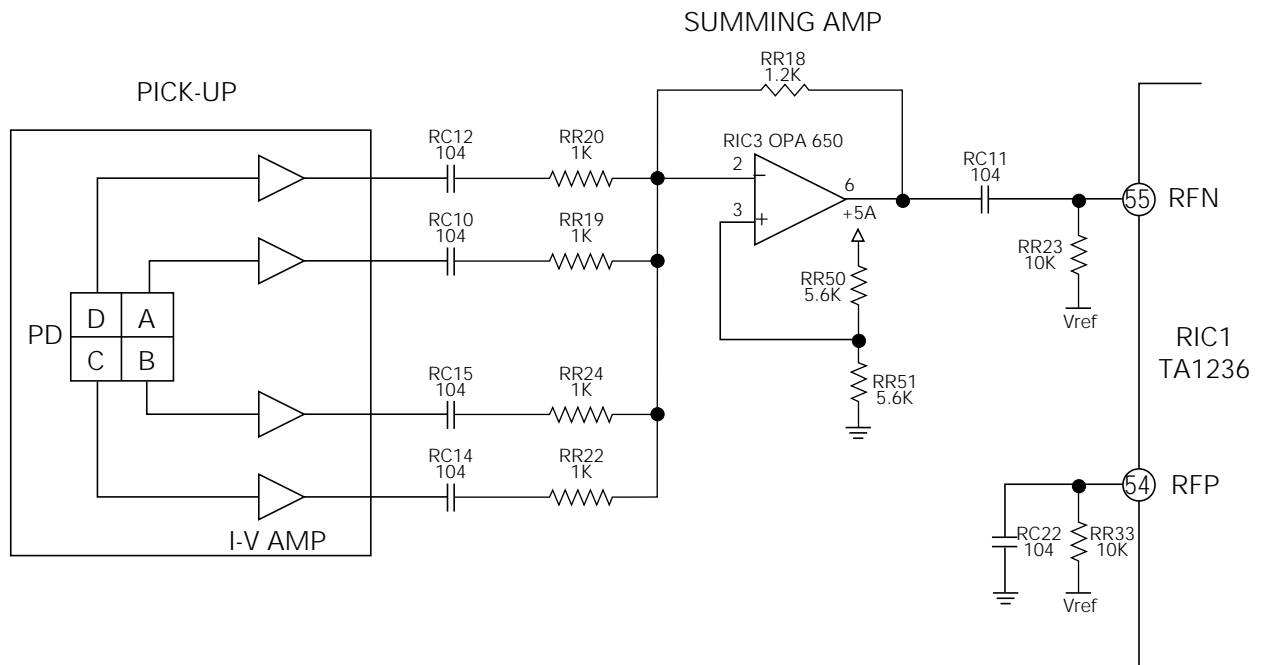 SUMMING AMP
RR18
1.2K
PICK-UP
RC12
104
RR20
1K
RIC3 OPA 650
2
6
3
+5A
RC11
104
55 RFN
RC10
104
RR19
1K
RR23
10K
Vref
RR50
5.6K
PD
D A
C B
RIC1
TA1236
RC15
104
RR24
1K
RR51
5.6K
RC14
104
RR22
1K
54 RFP
I-V AMP
RC22
104
RR33
10K
Vref